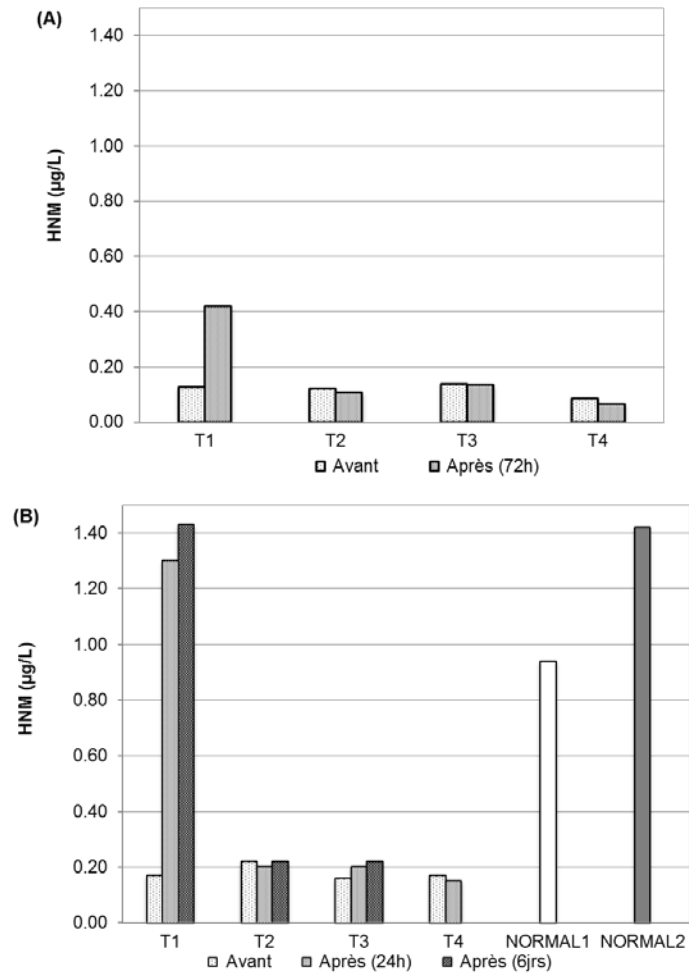 (A)
1.40
1.20
1.00
0.80
0.60
0.40
0.20
0.00
HNM (µg/L)
T1 T2 T3 T4
Avant Après (72h)
(B)
1.40
1.20
1.00
0.80
0.60
0.40
0.20
0.00
HNM (µg/L)
T1 T2 T3 T4 NORMAL1 NORMAL2
Avant Après (24h) Après (6jrs)